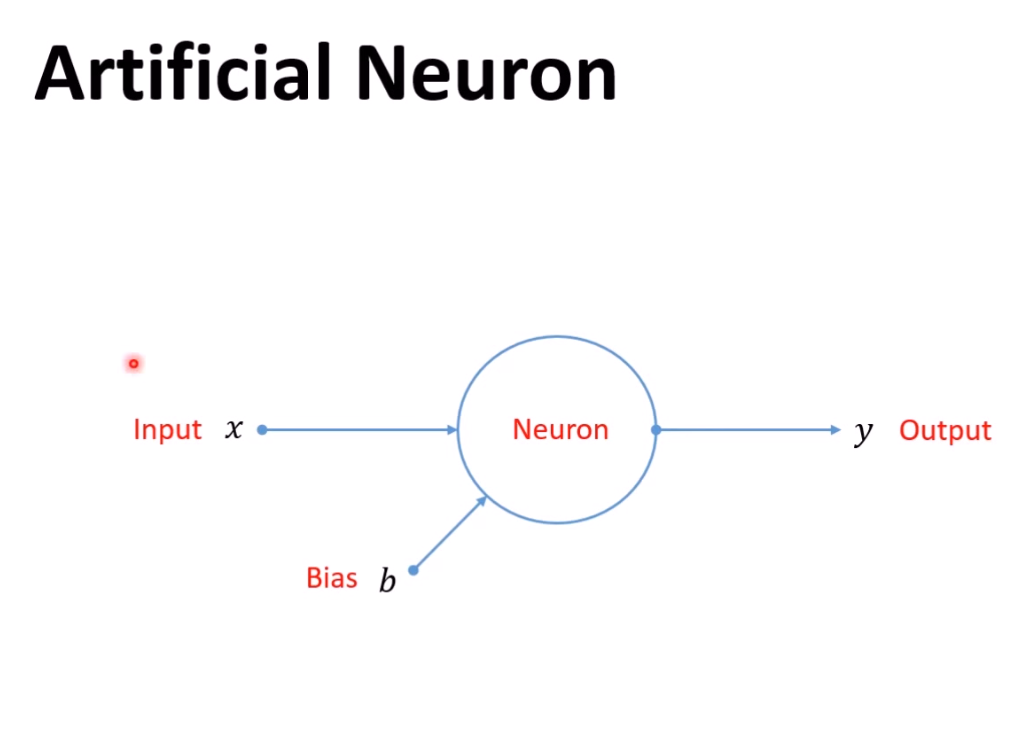 Artificial Neuron
Input x
Neuron
y Output
Bias b